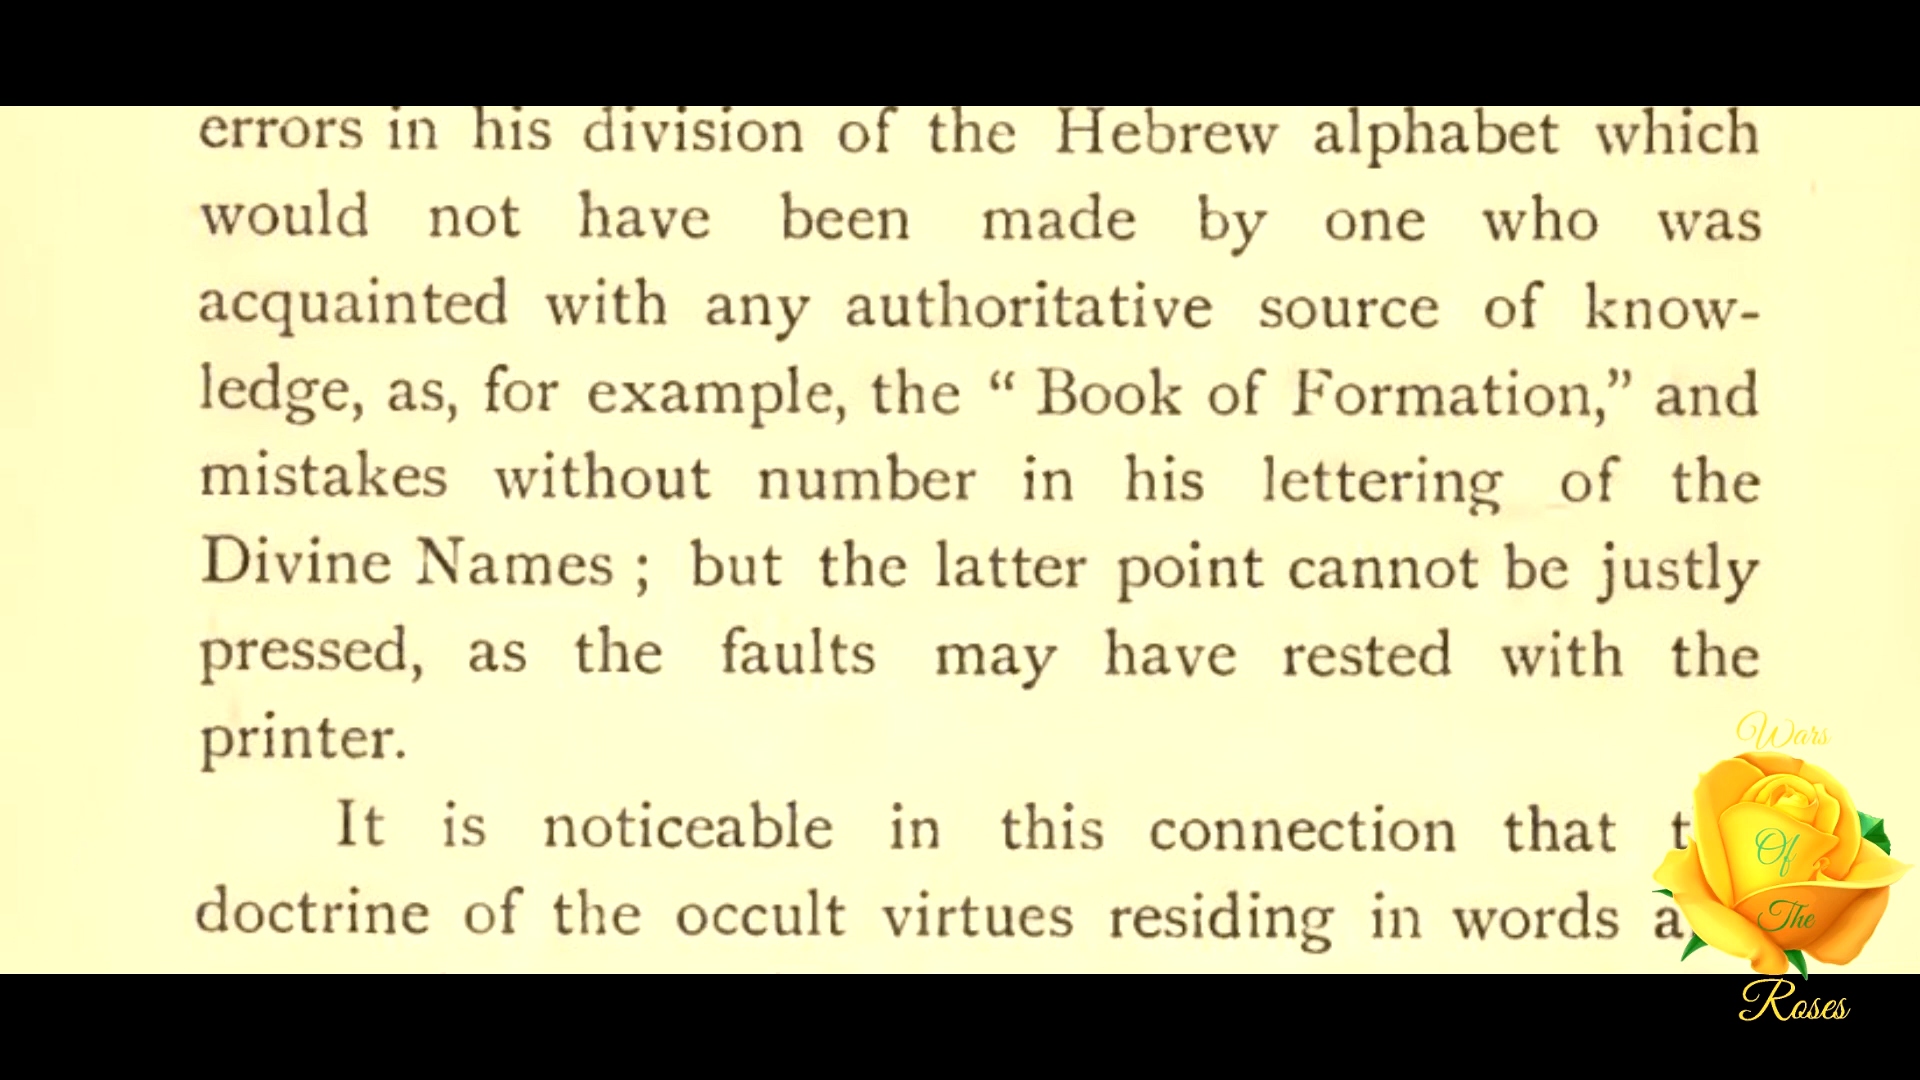 errors in his division of the Hebrew alphabet which
would not have been made by one who was
acquainted with any authoritative source of know-
ledge, as, for example, the “ Book of Formation,” and
mistakes without number in his lettering of the
Divine Names ; but the latter point cannot be justly
pressed, as the faults may have rested with the
printer.
It is noticeable in this connection that
doctrine of the occult virtues residing in words
Wars
Of
The
Roses